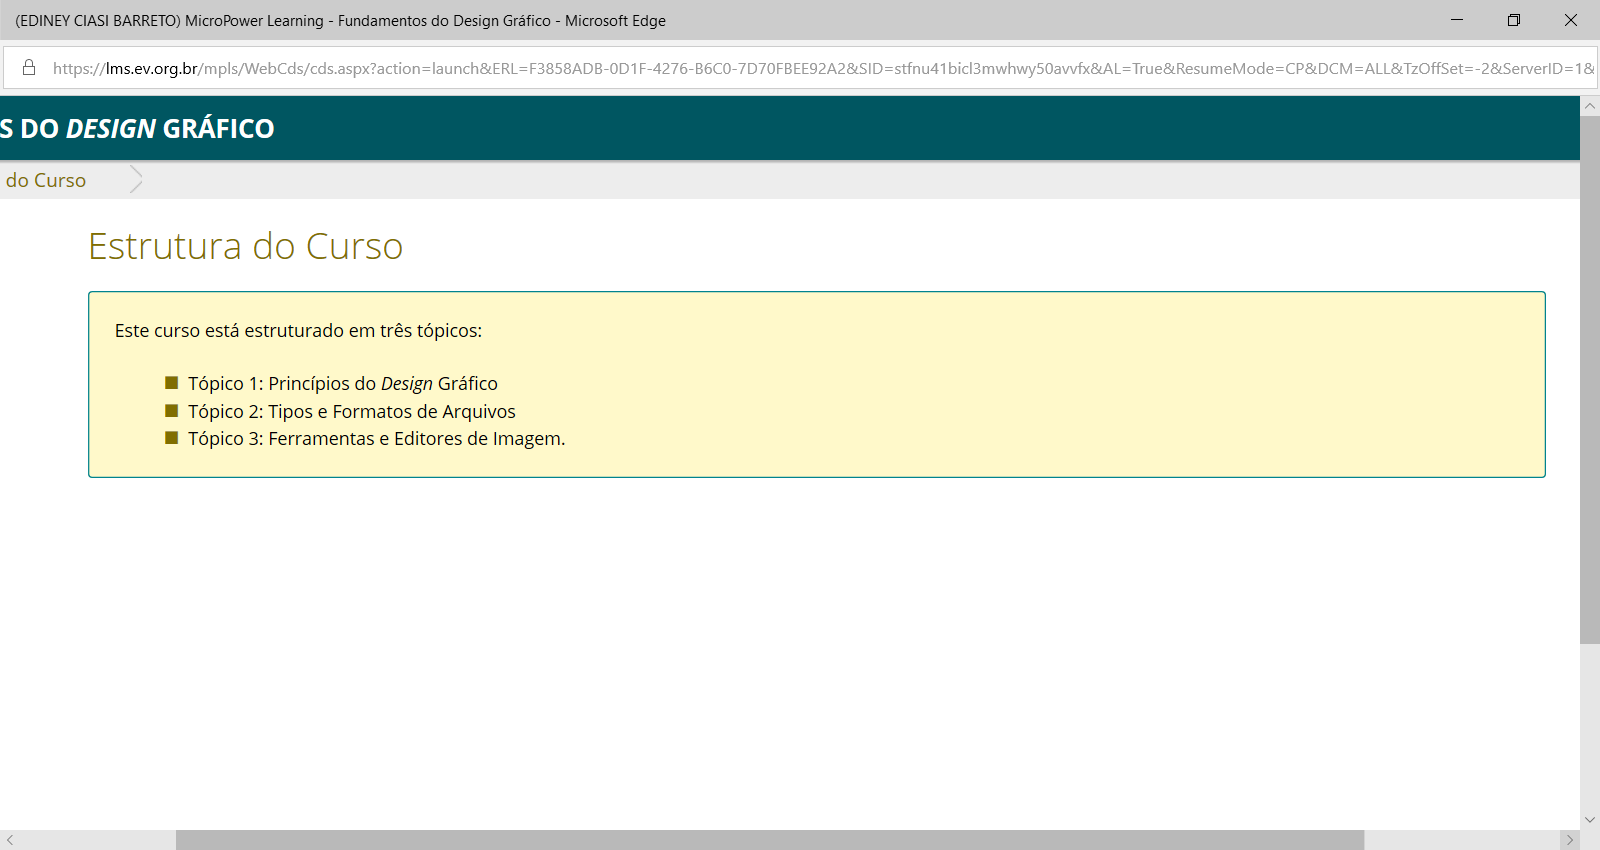 (EDINEY CIASI BARRETO) MicroPower Learning - Fundamentos do Design Gráfico - Microsoft Edge
https://lms.ev.org.br/mpls/WebCds/cds.aspx?action=launch&ERL=F3858ADB-0D1F-4276-B6C0-7D70FBEE92A2&SID=stfnu41bicl3mwhwy50avvfx&AL=True&ResumeMode=CP&DCM=ALL&TzOffSet=-2&ServerID=1&
S DO DESIGN GRÁFICO
do Curso
Estrutura do Curso
Este curso está estruturado em três tópicos:
Tópico 1: Princípios do Design Gráfico
Tópico 2: Tipos e Formatos de Arquivos
Tópico 3: Ferramentas e Editores de Imagem.